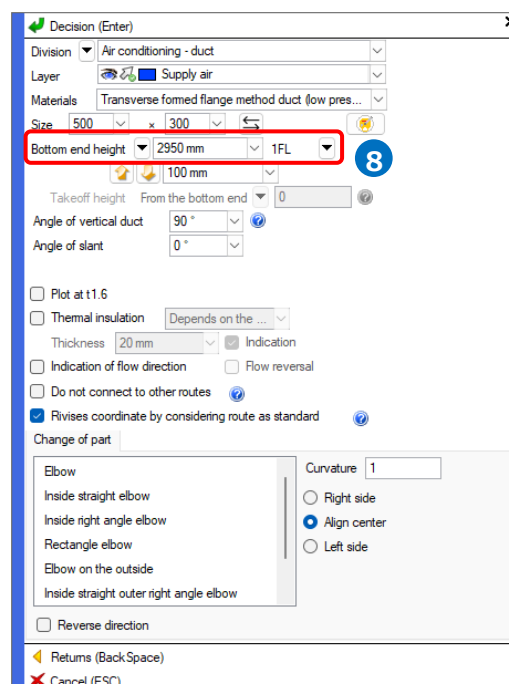 Decision (Enter)
Division Air conditioning - duct
Layer Supply air
Materials Transverse formed flange method duct (low pres...
Size 500 × 300
Bottom end height 2950 mm 1FL
8
100 mm
Takeoff height From the bottom end 0
Angle of vertical duct 90 °
Angle of slant 0 °
Plot at t1.6
Thermal insulation Depends on the ...
Thickness 20 mm Indication
Indication of flow direction Flow reversal
Do not connect to other routes
Rivises coordinate by considering route as standard
Change of part
Elbow
Inside straight elbow
Inside right angle elbow
Rectangle elbow
Elbow on the outside
Inside straight outer right angle elbow
Curvature 1
Right side
Align center
Left side
Reverse direction
Returns (BackSpace)
Cancel (ESC)